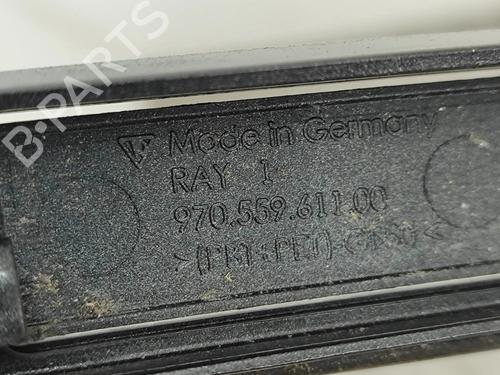 B-PARTS
Made in Germany
RAY 1
970.559.611.00